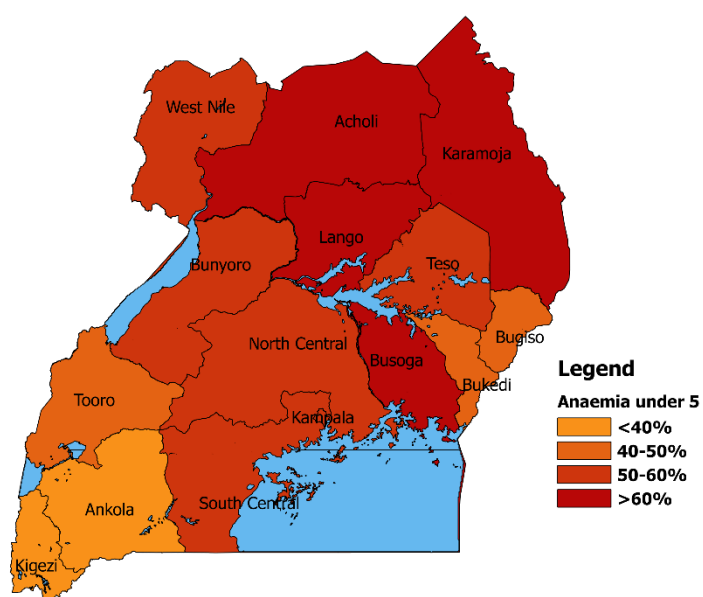 West Nile
Acholi
Karamoja
Lango
Bunyoro
Teso
North Central
Bugiso
Busoga
Bukedi
Tooro
Kampala
South Central
Ankola
Kigezi
Legend
Anaemia under 5
<40%
40-50%
50-60%
>60%